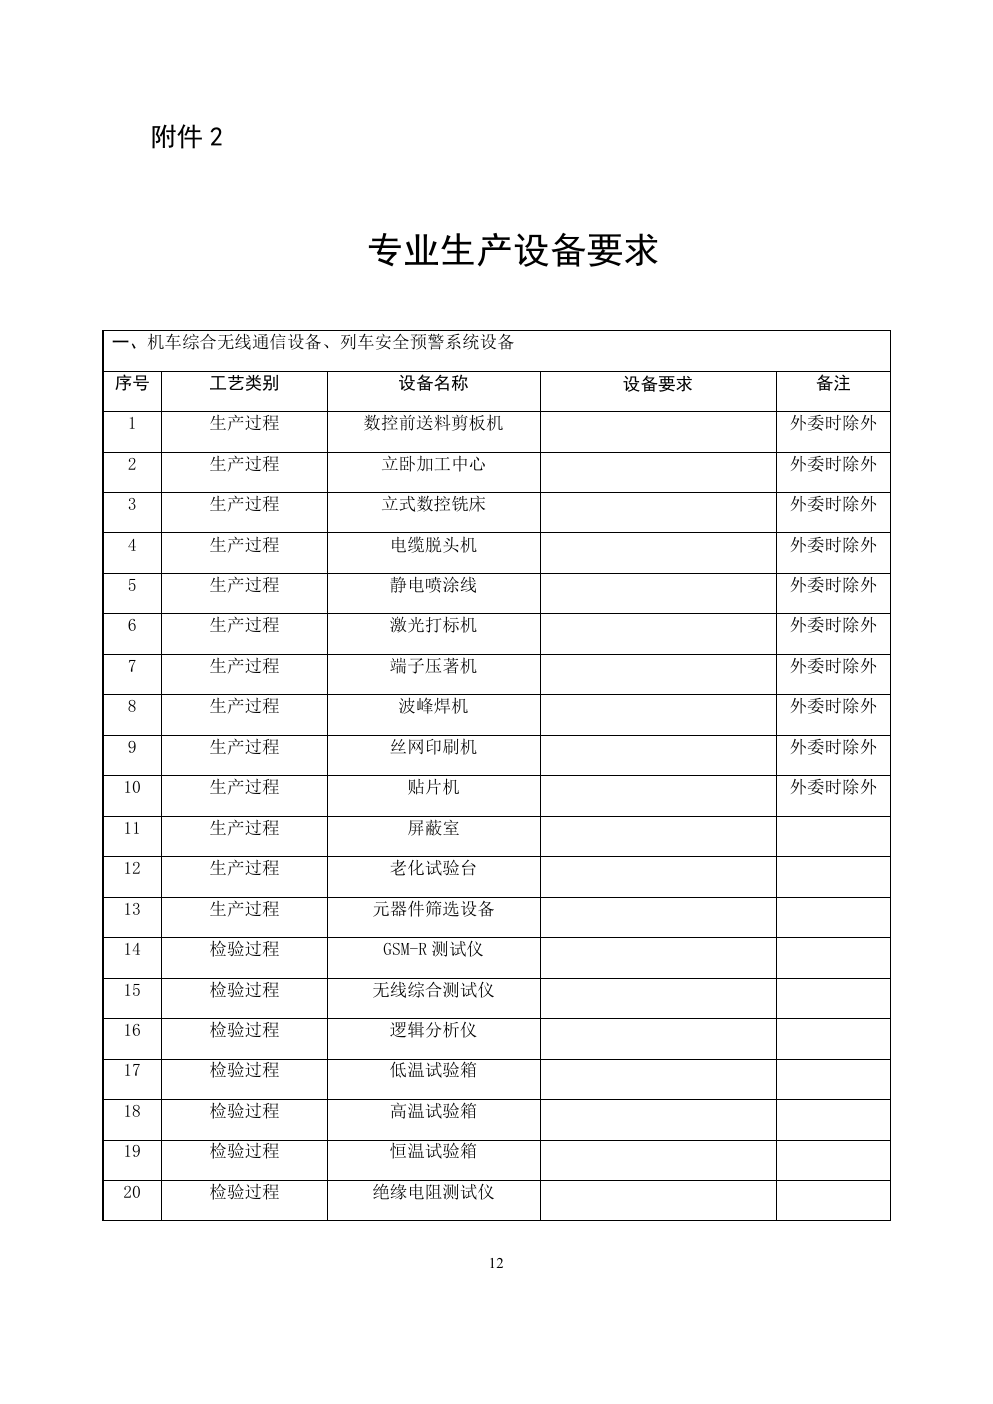 附件 2
专业生产设备要求
一、机车综合无线通信设备、列车安全预警系统设备
序号 工艺类别 设备名称 设备要求 备注
1 生产过程 数控前送料剪板机 外委时除外
2 生产过程 立卧加工中心 外委时除外
3 生产过程 立式数控铣床 外委时除外
4 生产过程 电缆脱头机 外委时除外
5 生产过程 静电喷涂线 外委时除外
6 生产过程 激光打标机 外委时除外
7 生产过程 端子压著机 外委时除外
8 生产过程 波峰焊机 外委时除外
9 生产过程 丝网印刷机 外委时除外
10 生产过程 贴片机 外委时除外
11 生产过程 屏蔽室
12 生产过程 老化试验台
13 生产过程 元器件筛选设备
14 检验过程 GSM-R 测试仪
15 检验过程 无线综合测试仪
16 检验过程 逻辑分析仪
17 检验过程 低温试验箱
18 检验过程 高温试验箱
19 检验过程 恒温试验箱
20 检验过程 绝缘电阻测试仪
12